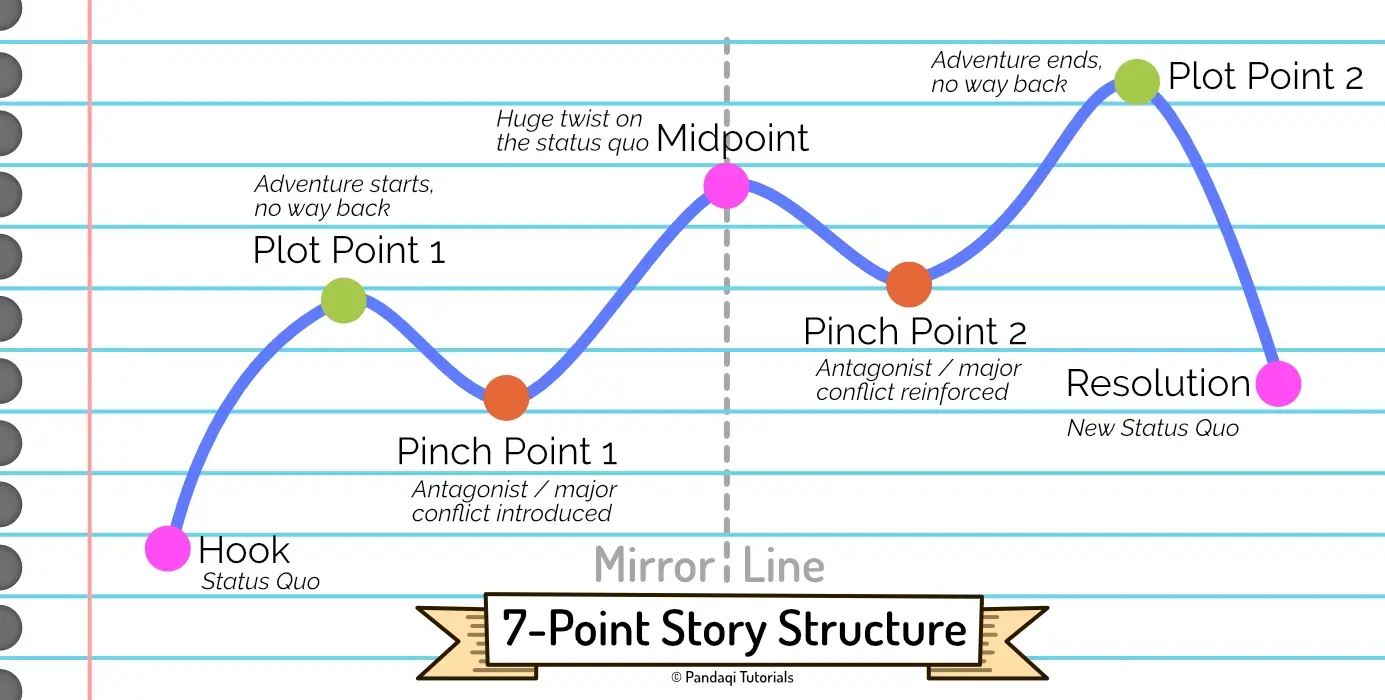 Adventure ends,
no way back
Plot Point 2
Huge twist on
the status quo
Midpoint
Adventure starts,
no way back
Plot Point 1
Pinch Point 2
Antagonist / major
conflict reinforced
Resolution
New Status Quo
Pinch Point 1
Antagonist / major
conflict introduced
Hook
Status Quo
Mirror Line
7-Point Story Structure
© Pandaqi Tutorials